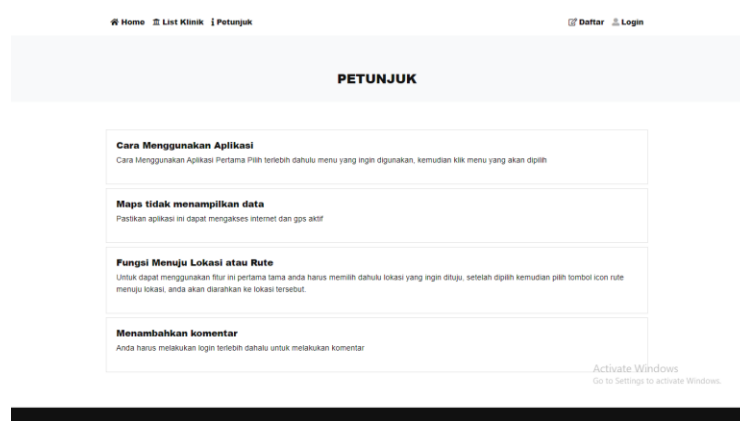 Home List Klinik Petunjuk Daftar Login
PETUNJUK
Cara Menggunakan Aplikasi
Cara Menggunakan Aplikasi Pertama Pilih terlebih dahulu menu yang ingin digunakan, kemudian klik menu yang akan dipilih
Maps tidak menampilkan data
Pastikan aplikasi ini dapat mengakses internet dan gps aktif
Fungsi Menuju Lokasi atau Rute
Untuk dapat menggunakan fitur ini pertama tama anda harus memilih dahulu lokasi yang ingin dituju, setelah dipilih kemudian pilih tombol icon rute
menuju lokasi, anda akan diarahkan ke lokasi tersebut.
Menambahkan komentar
Anda harus melakukan login terlebih dahalu untuk melakukan komentar
Activate Windows
Go to Settings to activate Windows.